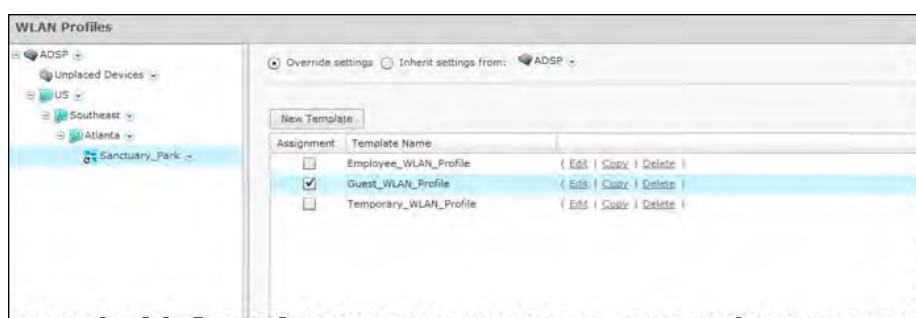 WLAN Profiles
ADSP
Unplaced Devices
US
Southeast
Atlanta
Sanctuary_Park
Override settings Inherit settings from: ADSP
New Template
Assignment Template Name
Employee_WLAN_Profile ( Edit | Copy | Delete )
Guest_WLAN_Profile ( Edit | Copy | Delete )
Temporary_WLAN_Profile ( Edit | Copy | Delete )